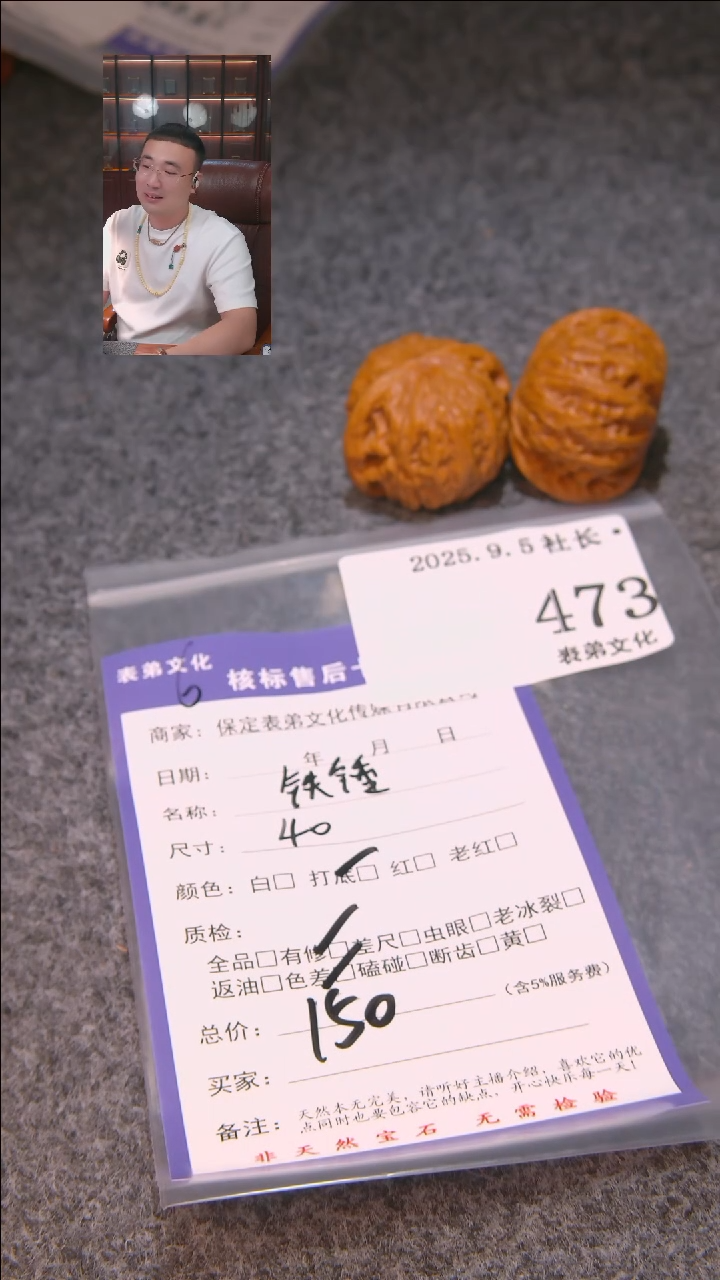 2025.9.5 社长
473
表弟文化
表弟文化
6
核标售后卡
商家：保定表弟文化传媒有限公司
日期： 年 月 日
名称：铁锤
尺寸：40
颜色：白□ 打底□ 红□ 老红□
质检：
全品□有修□差尺□虫眼□老冰裂□
返油□色差□磕碰□断齿□黄□
总价：150（含5%服务费）
买家：
备注：天然本无完美，请听好主播介绍，喜欢它的优
点同时也要包容它的缺点，开心快乐每一天！
非天然宝石 无需检验